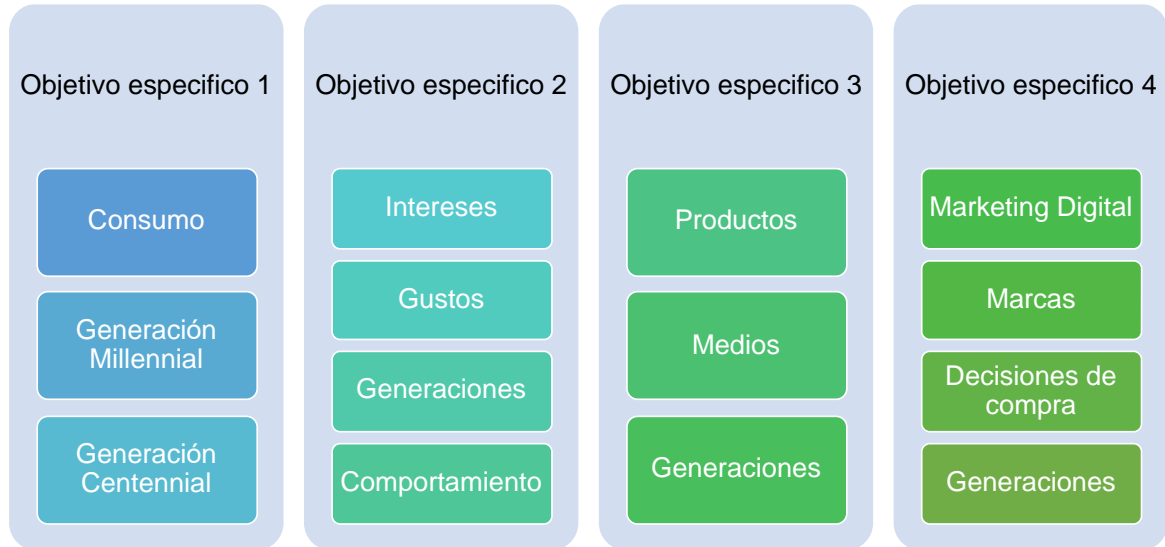 Objetivo especifico 1
Consumo
Generación
Millennial
Generación
Centennial
Objetivo especifico 2
Intereses
Gustos
Generaciones
Comportamiento
Objetivo especifico 3
Productos
Medios
Generaciones
Objetivo especifico 4
Marketing Digital
Marcas
Decisiones de
compra
Generaciones